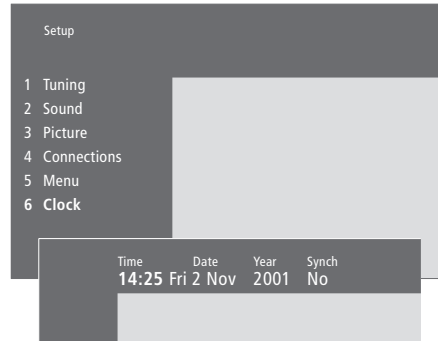 Setup
1 Tuning
2 Sound
3 Picture
4 Connections
5 Menu
6 Clock
Time Date Year Synch
14:25 Fri 2 Nov 2001 No